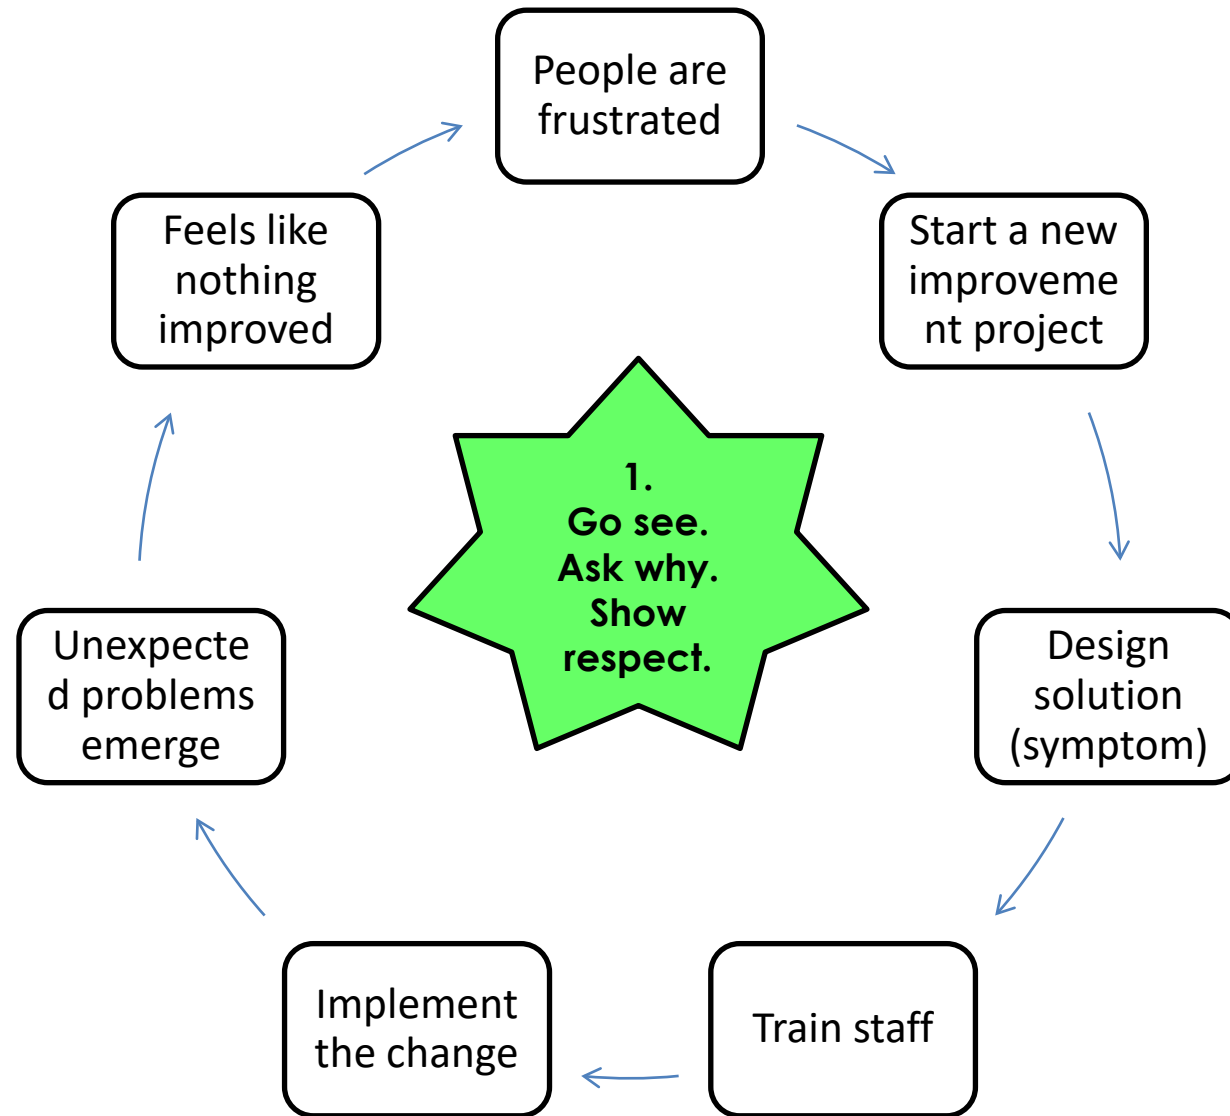 People are
frustrated
Start a new
improveme
nt project
Design
solution
(symptom)
Train staff
Implement
the change
Unexpecte
d problems
emerge
Feels like
nothing
improved
1.
Go see.
Ask why.
Show
respect.